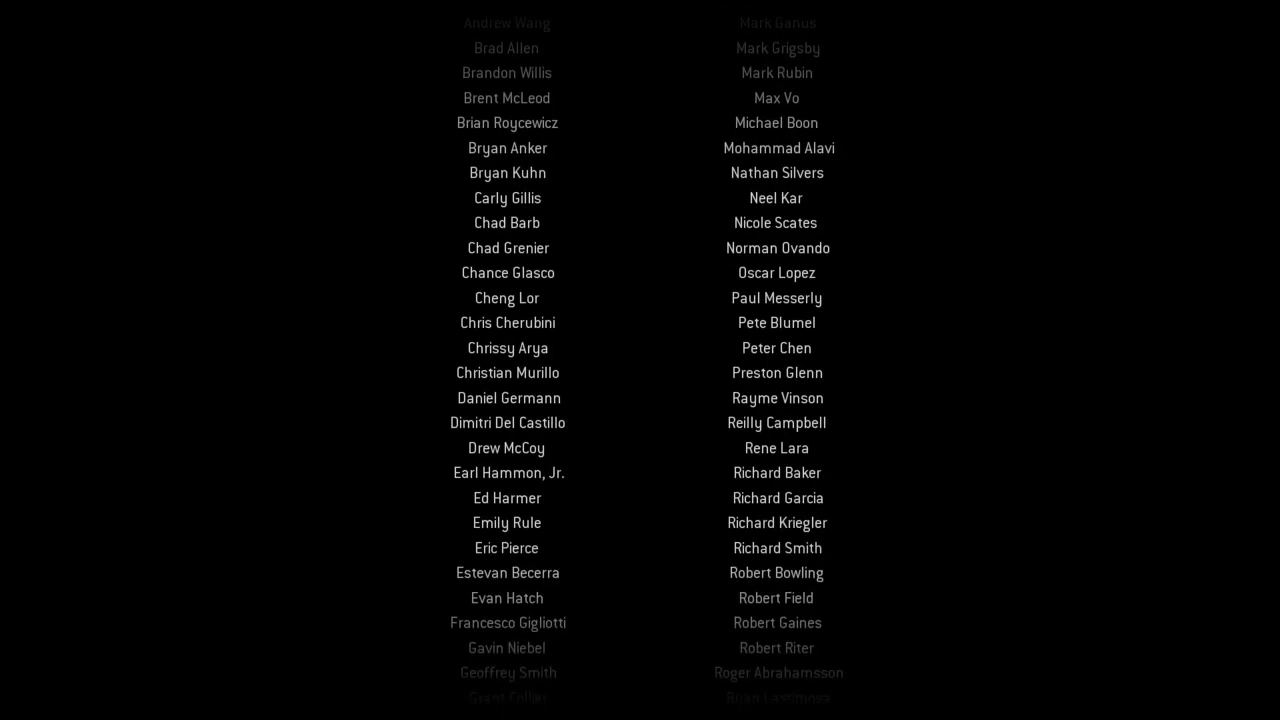 Andrew Wang
Brad Allen
Brandon Willis
Brent McLeod
Brian Roycewicz
Bryan Anker
Bryan Kuhn
Carly Gillis
Chad Barb
Chad Grenier
Chance Glasco
Cheng Lor
Chris Cherubini
Chrissy Arya
Christian Murillo
Daniel Germann
Dimitri Del Castillo
Drew McCoy
Earl Hammon, Jr.
Ed Harmer
Emily Rule
Eric Pierce
Estevan Becerra
Evan Hatch
Francesco Gigliotti
Gavin Niebel
Geoffrey Smith
Grant Collier
Mark Ganus
Mark Grigsby
Mark Rubin
Max Vo
Michael Boon
Mohammad Alavi
Nathan Silvers
Neel Kar
Nicole Scates
Norman Ovando
Oscar Lopez
Paul Messerly
Pete Blumel
Peter Chen
Preston Glenn
Rayme Vinson
Reilly Campbell
Rene Lara
Richard Baker
Richard Garcia
Richard Kriegler
Richard Smith
Robert Bowling
Robert Field
Robert Gaines
Robert Riter
Roger Abrahamsson
Ryan Lastimosa